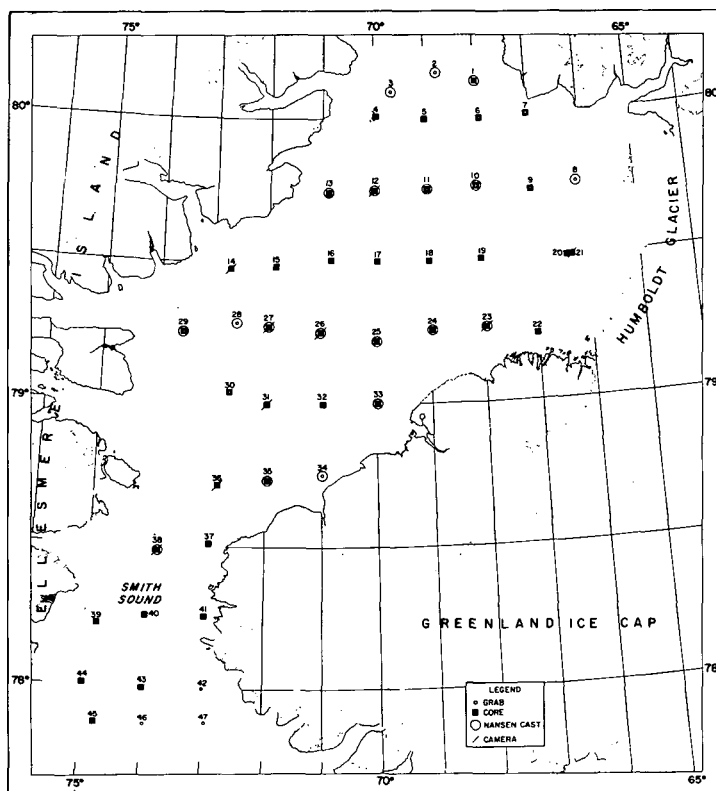 75° 70° 65°
2
1
3
80°
80
4 5 6 7
13 12 11 10 9 8
ISLAND
GLACIER
14 15 16 17 18 19 20 21
HUMBOLDT
29 28 27 26 25 24 23 22
79°
79
30 31 32 33
ELLESMERE
36 35 34
38 37
SMITH
SOUND
39 40 41
GREENLAND ICE CAP
44 43 42
78°
78
45 46 47
LEGEND
GRAB
CORE
NANSEN CAST
CAMERA
75° 70° 65°